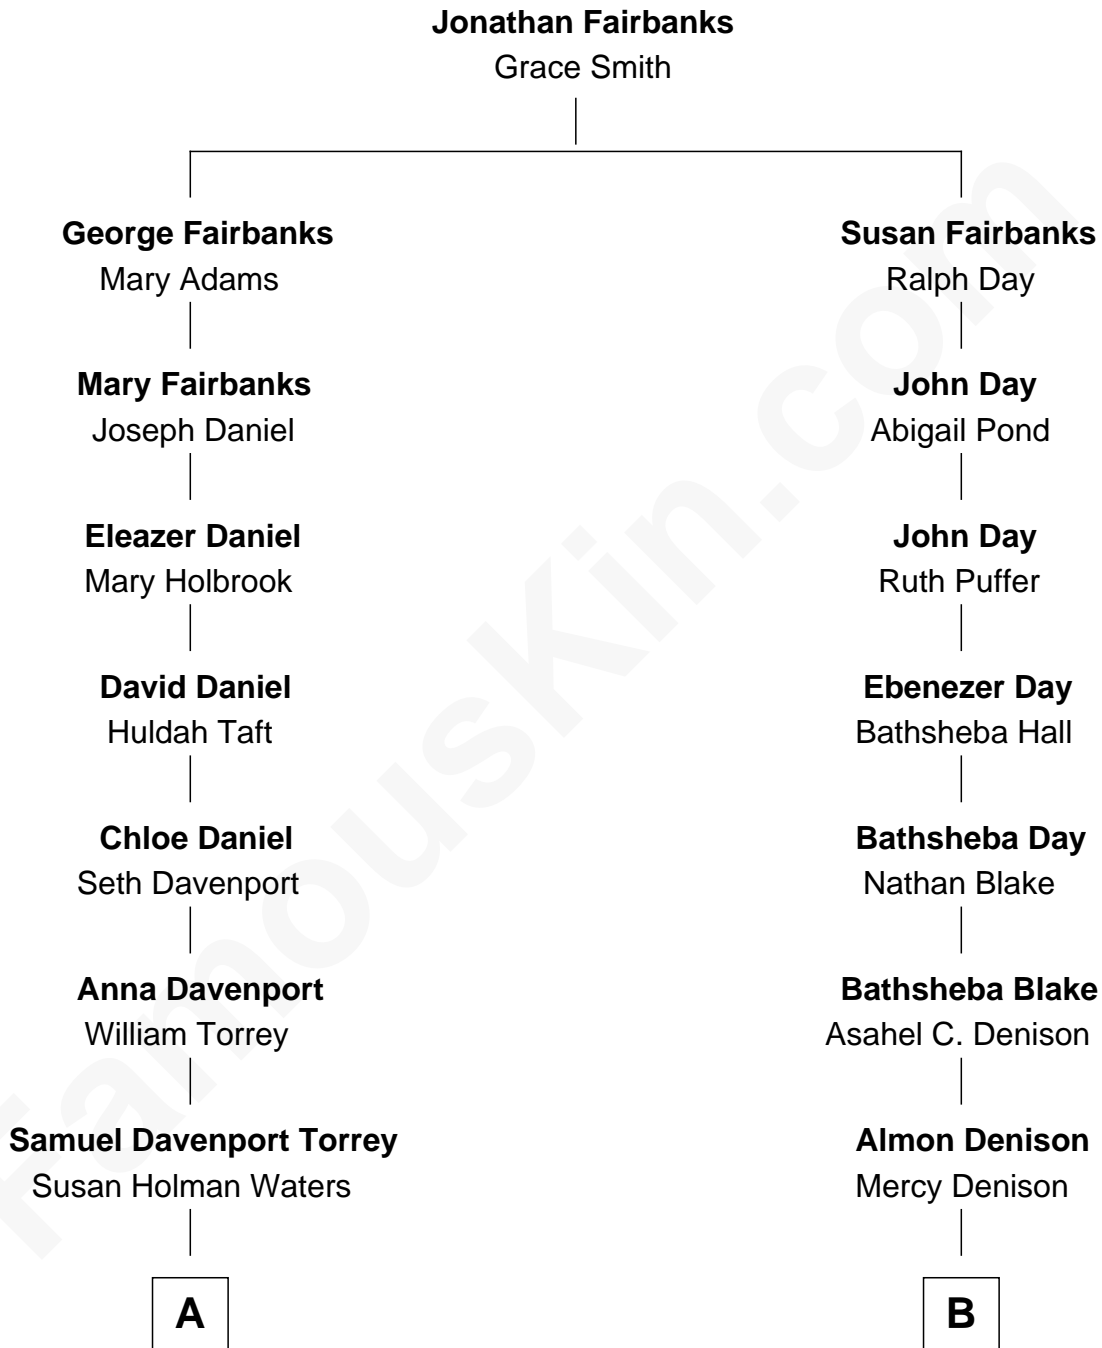 Jonathan Fairbanks
Grace Smith
George Fairbanks
Mary Adams
Susan Fairbanks
Ralph Day
Mary Fairbanks
Joseph Daniel
John Day
Abigail Pond
Eleazer Daniel
Mary Holbrook
John Day
Ruth Puffer
David Daniel
Huldah Taft
Ebenezer Day
Bathsheba Hall
Chloe Daniel
Seth Davenport
Bathsheba Day
Nathan Blake
Anna Davenport
William Torrey
Bathsheba Blake
Asahel C. Denison
Samuel Davenport Torrey
Susan Holman Waters
Almon Denison
Mercy Denison
A
B
FamousKin.com